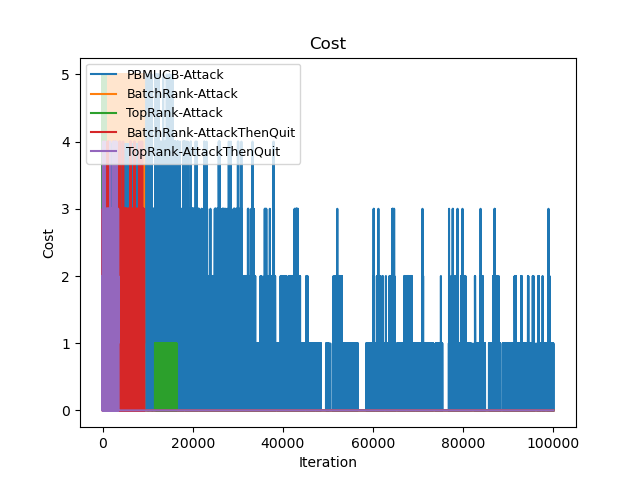 Cost
PBMUCB-Attack
BatchRank-Attack
TopRank-Attack
BatchRank-AttackThenQuit
TopRank-AttackThenQuit
Cost
5
4
3
2
1
0
0 20000 40000 60000 80000 100000
Iteration